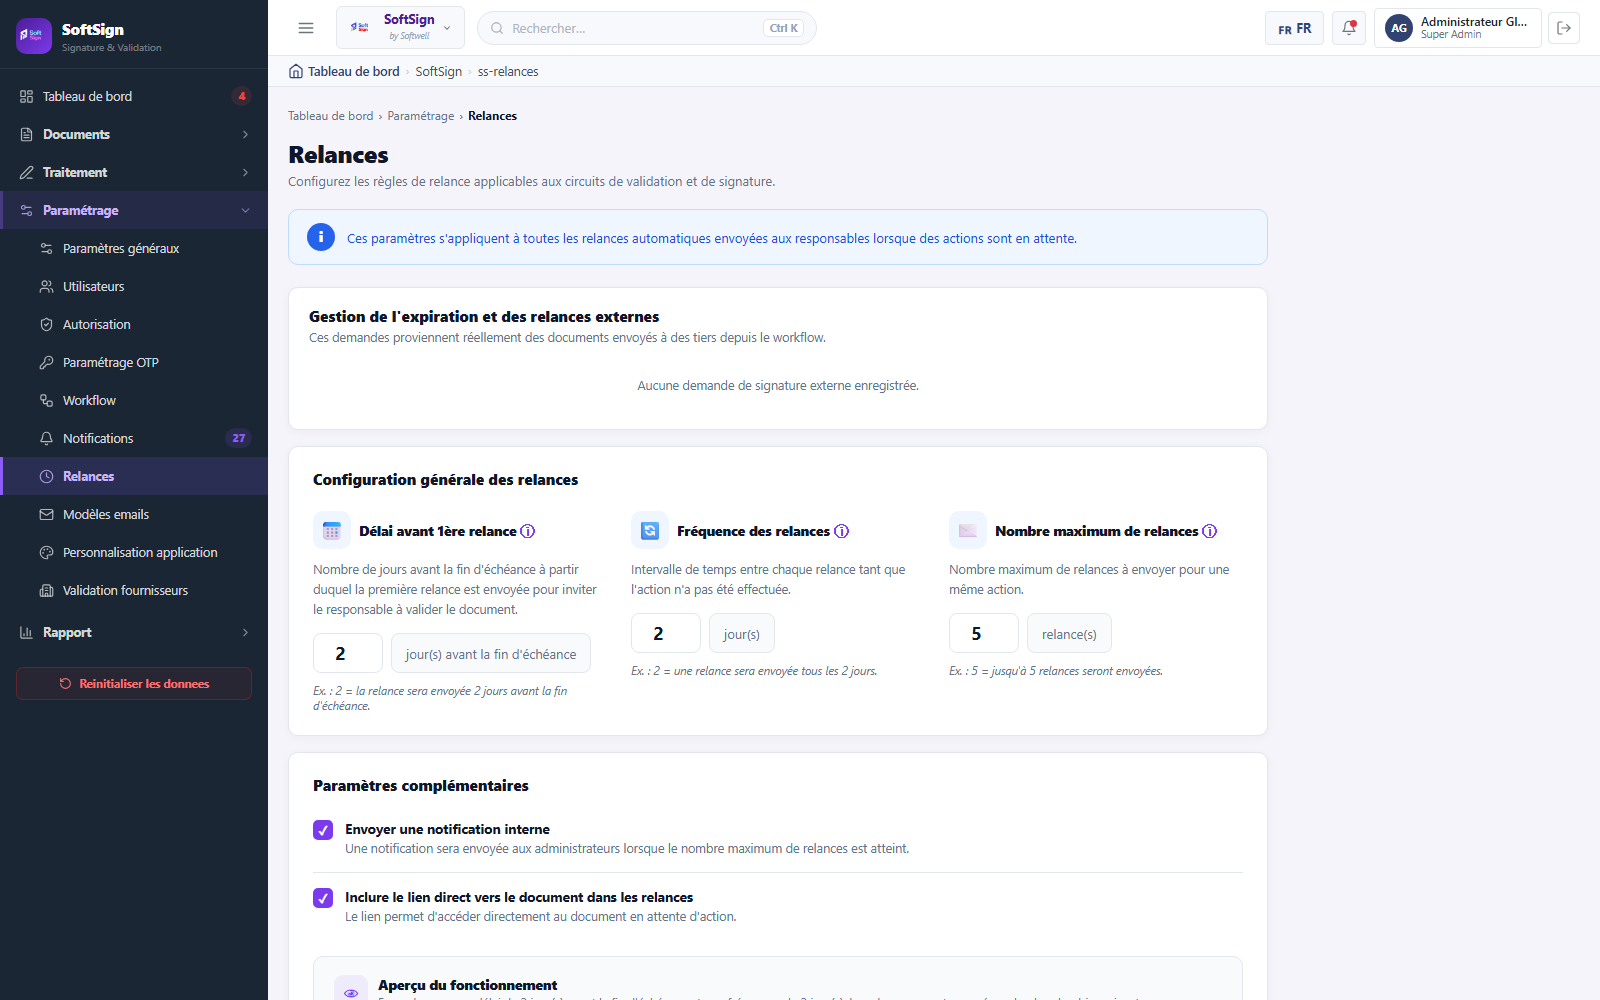 SoftSign
Signature & Validation
Tableau de bord
4
Documents
Traitement
Paramétrage
Paramètres généraux
Utilisateurs
Autorisation
Paramétrage OTP
Workflow
Notifications
27
Relances
Modèles emails
Personnalisation application
Validation fournisseurs
Rapport
Reinitialiser les donnees
Soft Sign
SoftSign
by Softwell
Rechercher...
Ctrl K
FR FR
AG
Administrateur Gl...
Super Admin
Tableau de bord › SoftSign › ss-relances
Tableau de bord › Paramétrage › Relances
Relances
Configurez les règles de relance applicables aux circuits de validation et de signature.
Ces paramètres s'appliquent à toutes les relances automatiques envoyées aux responsables lorsque des actions sont en attente.
Gestion de l'expiration et des relances externes
Ces demandes proviennent réellement des documents envoyés à des tiers depuis le workflow.
Aucune demande de signature externe enregistrée.
Configuration générale des relances
Délai avant 1ère relance
Nombre de jours avant la fin d'échéance à partir
duquel la première relance est envoyée pour inviter
le responsable à valider le document.
2
jour(s) avant la fin d'échéance
Ex. : 2 = la relance sera envoyée 2 jours avant la fin
d'échéance.
Fréquence des relances
Intervalle de temps entre chaque relance tant que
l'action n'a pas été effectuée.
2
jour(s)
Ex. : 2 = une relance sera envoyée tous les 2 jours.
Nombre maximum de relances
Nombre maximum de relances à envoyer pour une
même action.
5
relance(s)
Ex. : 5 = jusqu'à 5 relances seront envoyées.
Paramètres complémentaires
Envoyer une notification interne
Une notification sera envoyée aux administrateurs lorsque le nombre maximum de relances est atteint.
Inclure le lien direct vers le document dans les relances
Le lien permet d'accéder directement au document en attente d'action.
Aperçu du fonctionnement